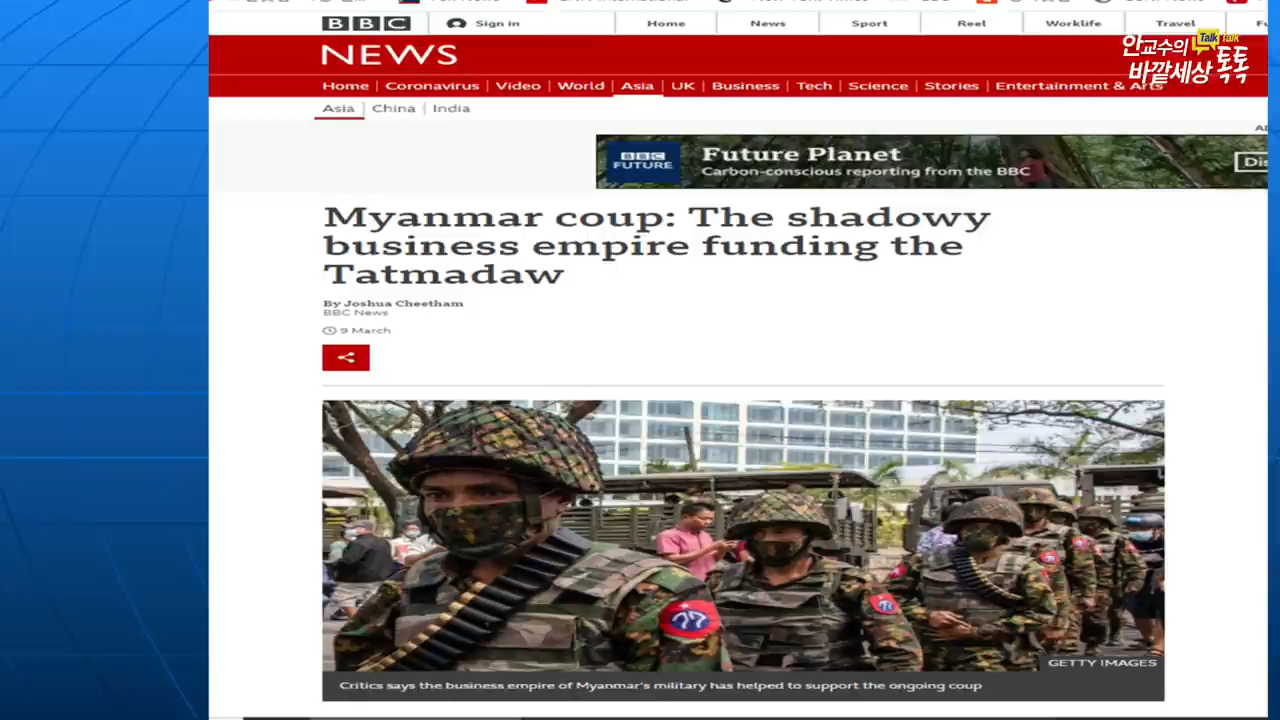 BBC
Sign in
Home
News
Sport
Reel
Worklife
Travel
안교수의 Talk Talk
바깥세상 톡톡
NEWS
Home Coronavirus Video World Asia UK Business Tech Science Stories Entertainment & Arts
Asia China India
BBC
FUTURE
Future Planet
Carbon-conscious reporting from the BBC
Myanmar coup: The shadowy
business empire funding the
Tatmadaw
By Joshua Cheetham
BBC News
9 March
77
77
GETTY IMAGES
Critics says the business empire of Myanmar's military has helped to support the ongoing coup